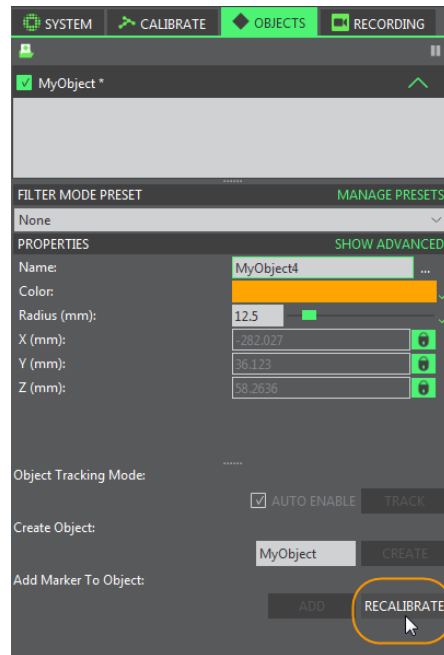 SYSTEM CALIBRATE OBJECTS RECORDING
MyObject *
FILTER MODE PRESET MANAGE PRESETS
None
PROPERTIES SHOW ADVANCED
Name: MyObject4 ...
Color:
Radius (mm): 12.5
X (mm): -282.027
Y (mm): 36.123
Z (mm): 58.2636
Object Tracking Mode:
AUTO ENABLE TRACK
Create Object:
MyObject CREATE
Add Marker To Object:
ADD RECALIBRATE